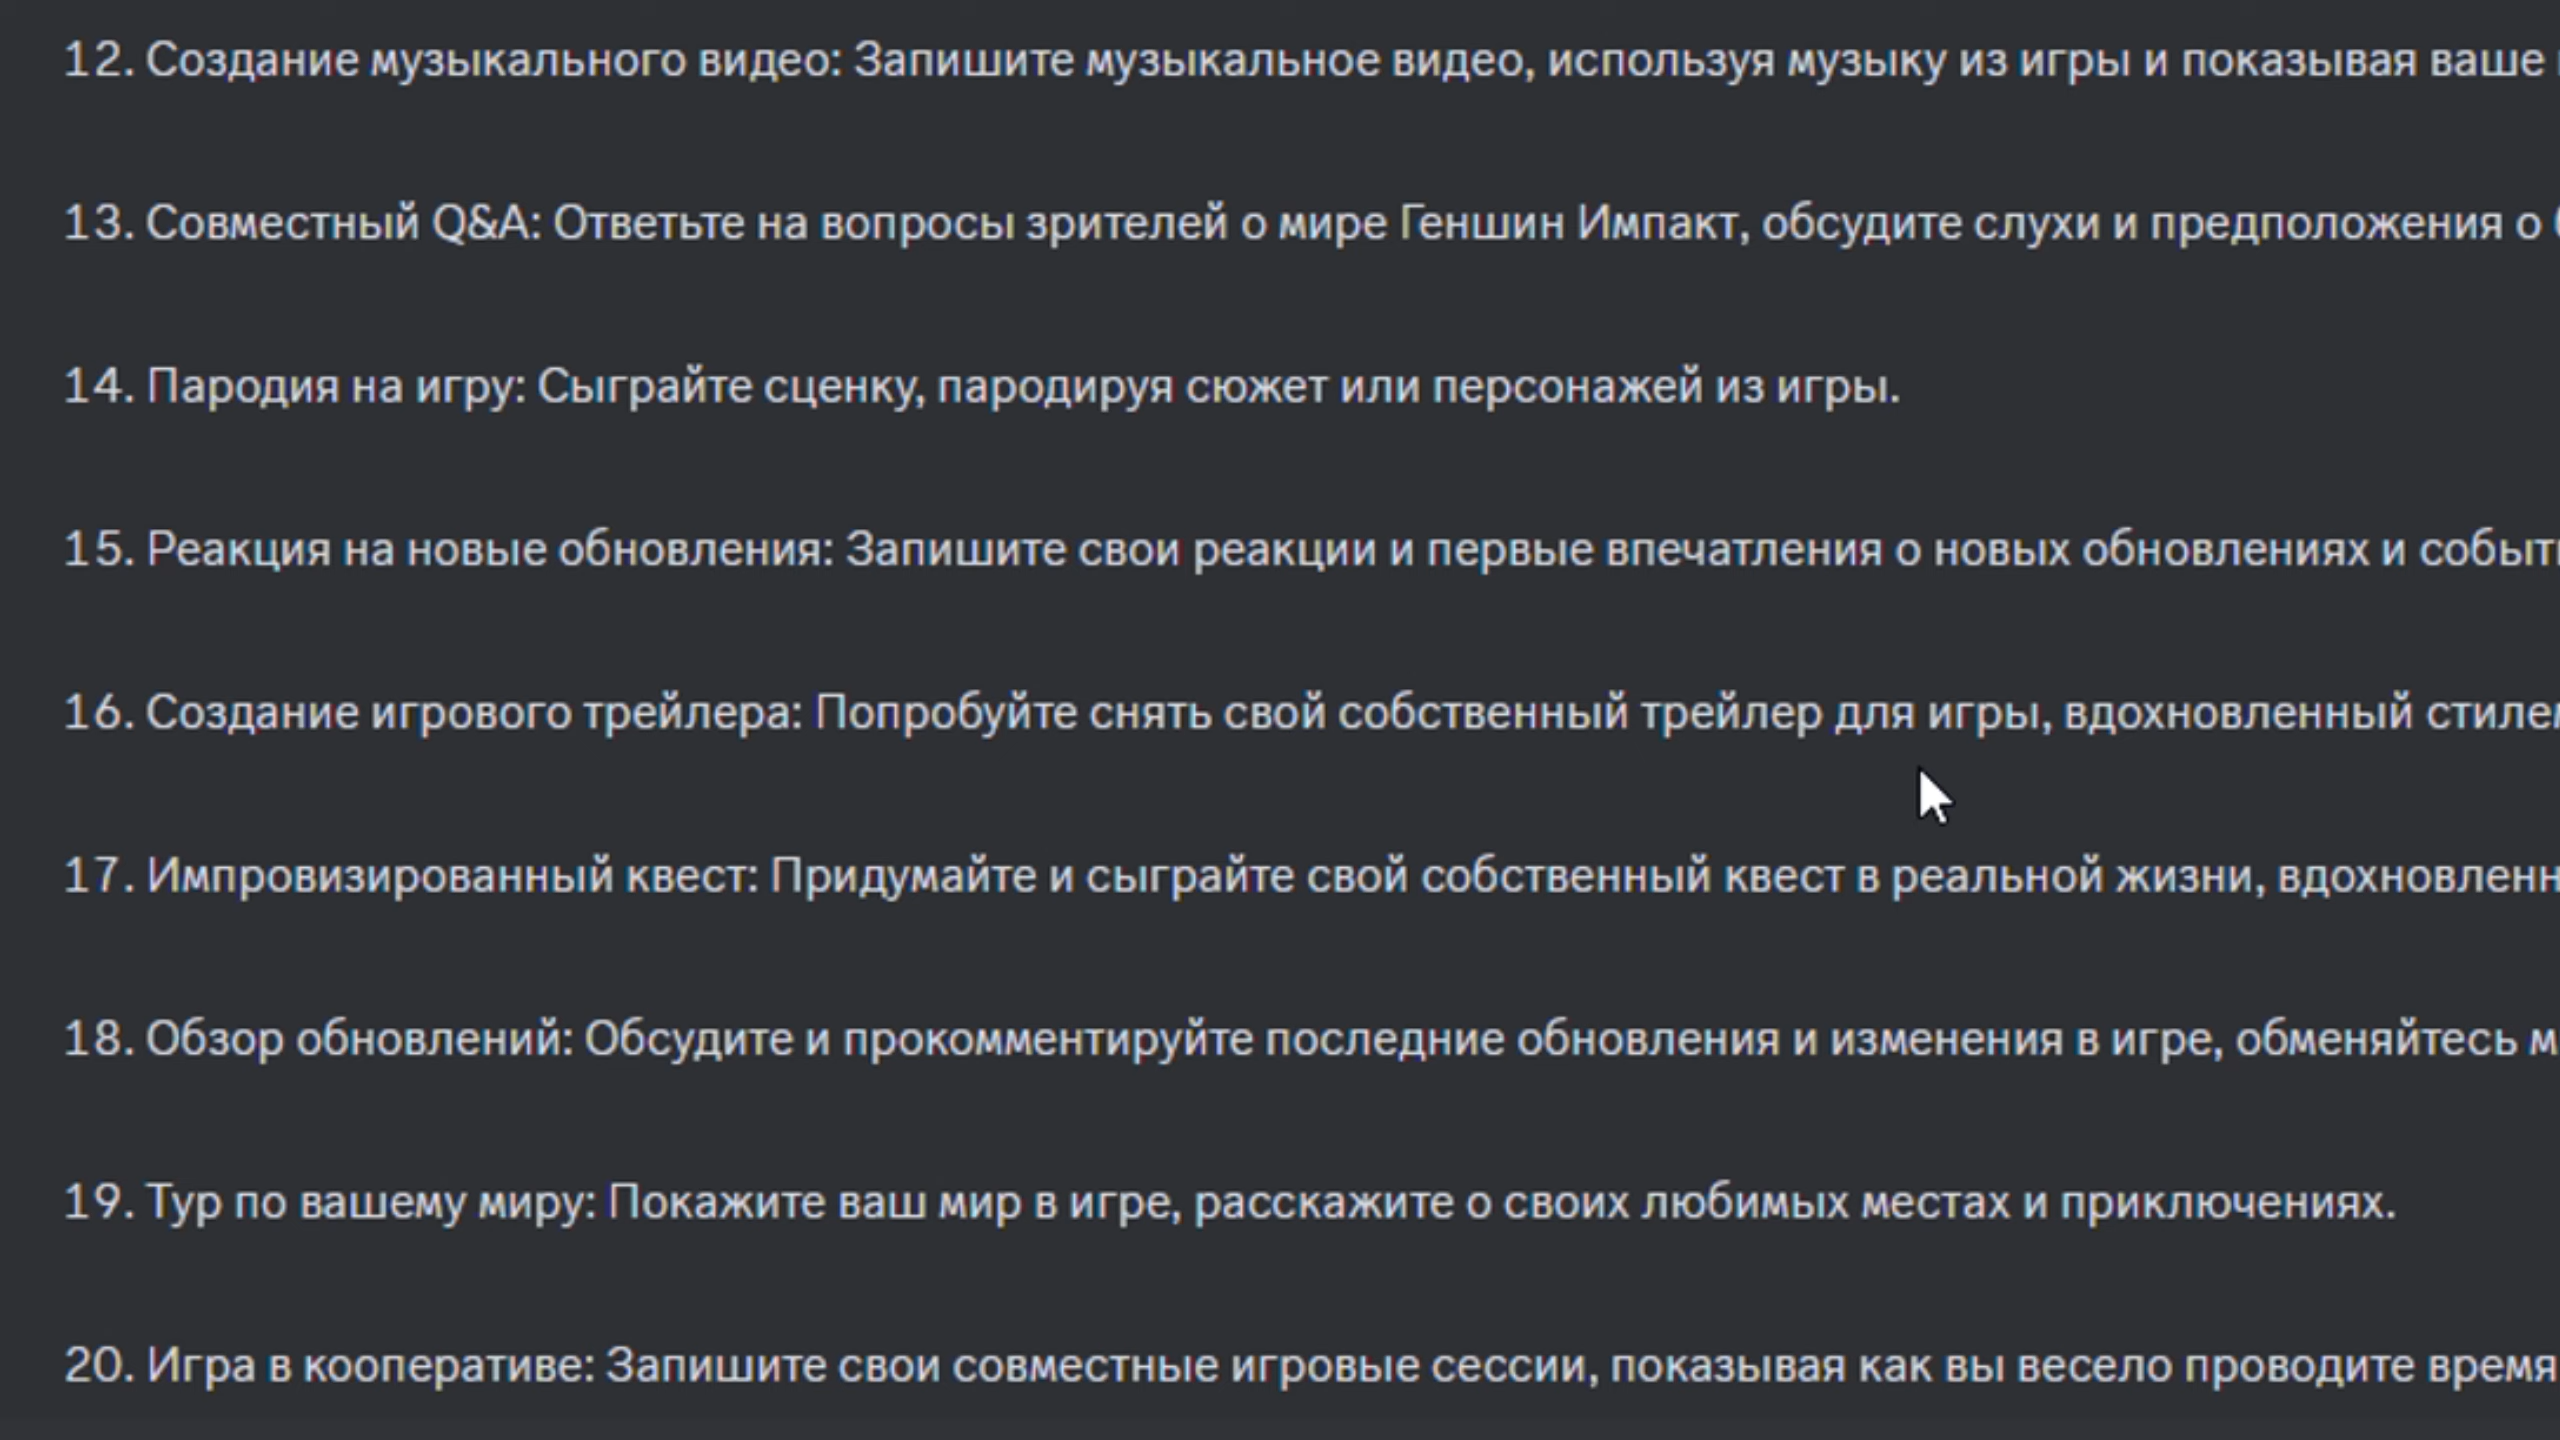 12. Создание музыкального видео: Запишите музыкальное видео, используя музыку из игры и показывая ваше
13. Совместный Q&A: Ответьте на вопросы зрителей о мире Геншин Импакт, обсудите слухи и предположения о
14. Пародия на игру: Сыграйте сценку, пародируя сюжет или персонажей из игры.
15. Реакция на новые обновления: Запишите свои реакции и первые впечатления о новых обновлениях и событ
16. Создание игрового трейлера: Попробуйте снять свой собственный трейлер для игры, вдохновленный стиле
17. Импровизированный квест: Придумайте и сыграйте свой собственный квест в реальной жизни, вдохновленн
18. Обзор обновлений: Обсудите и прокомментируйте последние обновления и изменения в игре, обменяйтесь м
19. Тур по вашему миру: Покажите ваш мир в игре, расскажите о своих любимых местах и приключениях.
20. Игра в кооперативе: Запишите свои совместные игровые сессии, показывая как вы весело проводите время